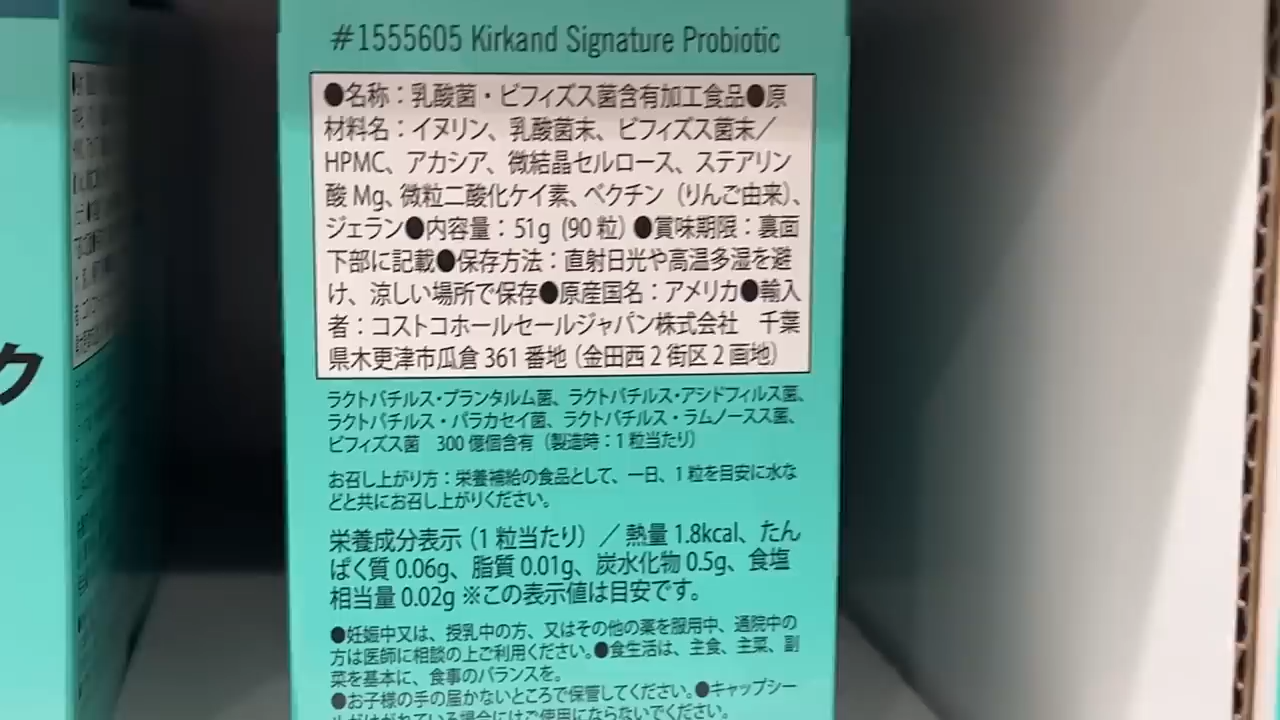 #1555605 Kirkand Signature Probiotic
●名称：乳酸菌・ビフィズス菌含有加工食品●原
材料名：イヌリン、乳酸菌末、ビフィズス菌末／
HPMC、アカシア、微結晶セルロース、ステアリン
酸Mg、微粒二酸化ケイ素、ペクチン（りんご由来）、
ジェラン●内容量：51g（90粒）●賞味期限：裏面
下部に記載●保存方法：直射日光や高温多湿を避
け、涼しい場所で保存●原産国名：アメリカ●輸入
者：コストコホールセールジャパン株式会社　千葉
県木更津市瓜倉361番地（金田西2街区2画地）
ラクトバチルス・プランタルム菌、ラクトバチルス・アシドフィルス菌、
ラクトバチルス・パラカセイ菌、ラクトバチルス・ラムノースス菌、
ビフィズス菌　300億個含有（製造時：1粒当たり）
お召し上がり方：栄養補給の食品として、一日、1粒を目安に水な
どと共にお召し上がりください。
栄養成分表示（1粒当たり）／熱量1.8kcal、たん
ぱく質0.06g、脂質0.01g、炭水化物0.5g、食塩
相当量0.02g ※この表示値は目安です。
●妊娠中又は、授乳中の方、又はその他の薬を服用中、通院中の
方は医師に相談の上ご利用ください。●食生活は、主食、主菜、副
菜を基本に、食事のバランスを。
●お子様の手の届かないところで保管してください。●キャップシー
ルがはがれている場合にはご使用にならないでください。
ク